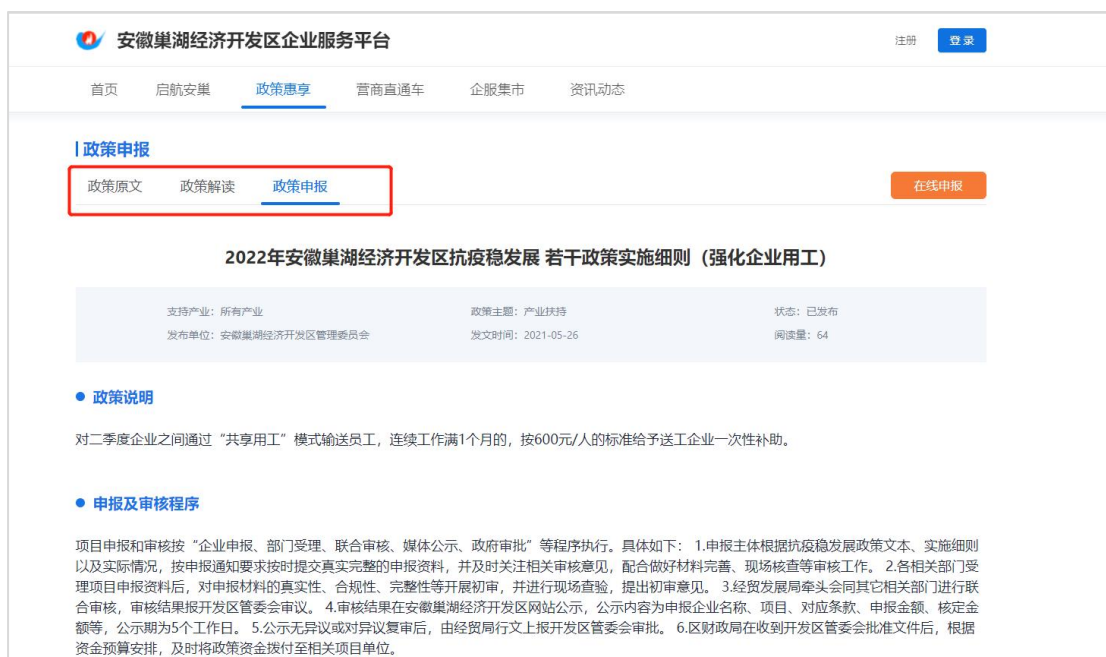 安徽巢湖经济开发区企业服务平台
注册
登录
首页 启航安巢 政策惠享 营商直通车 企服集市 资讯动态
政策申报
政策原文 政策解读 政策申报
在线申报
2022年安徽巢湖经济开发区抗疫稳发展 若干政策实施细则（强化企业用工）
支持产业：所有产业 政策主题：产业扶持 状态：已发布
发布单位：安徽巢湖经济开发区管理委员会 发文时间：2021-05-26 阅读量：64
政策说明
对二季度企业之间通过“共享用工”模式输送员工，连续工作满1个月的，按600元/人的标准给予送工企业一次性补助。
申报及审核程序
项目申报和审核按“企业申报、部门受理、联合审核、媒体公示、政府审批”等程序执行。具体如下： 1.申报主体根据抗疫稳发展政策文本、实施细则
以及实际情况，按申报通知要求按时提交真实完整的申报资料，并及时关注相关审核意见，配合做好材料完善、现场核查等审核工作。 2.各相关部门受
理项目申报资料后，对申报材料的真实性、合规性、完整性等开展初审，并进行现场查验，提出初审意见。 3.经贸发展局牵头会同其它相关部门进行联
合审核，审核结果报开发区管委会审议。 4.审核结果在安徽巢湖经济开发区网站公示，公示内容为申报企业名称、项目、对应条款、申报金额、核定金
额等，公示期为5个工作日。 5.公示无异议或对异议复审后，由经贸局行文上报开发区管委会审批。 6.区财政局在收到开发区管委会批准文件后，根据
资金预算安排，及时将政策资金拨付至相关项目单位。